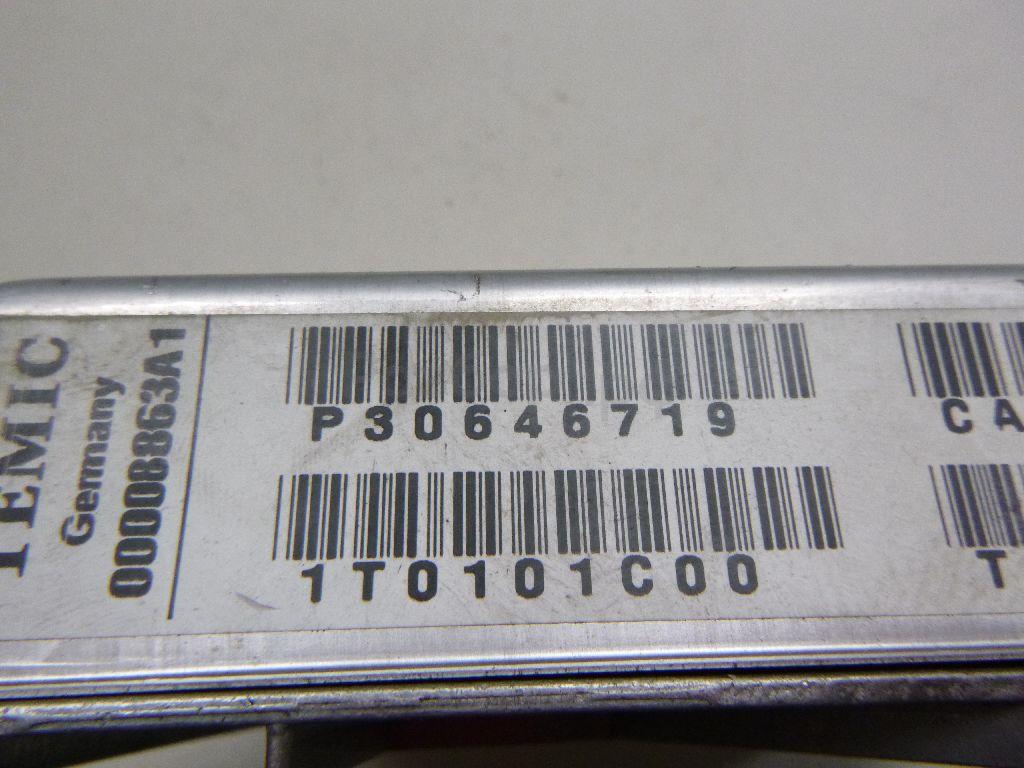 TEMIC
Germany
00008863A1
P30646719
1T0101C00
CA
T